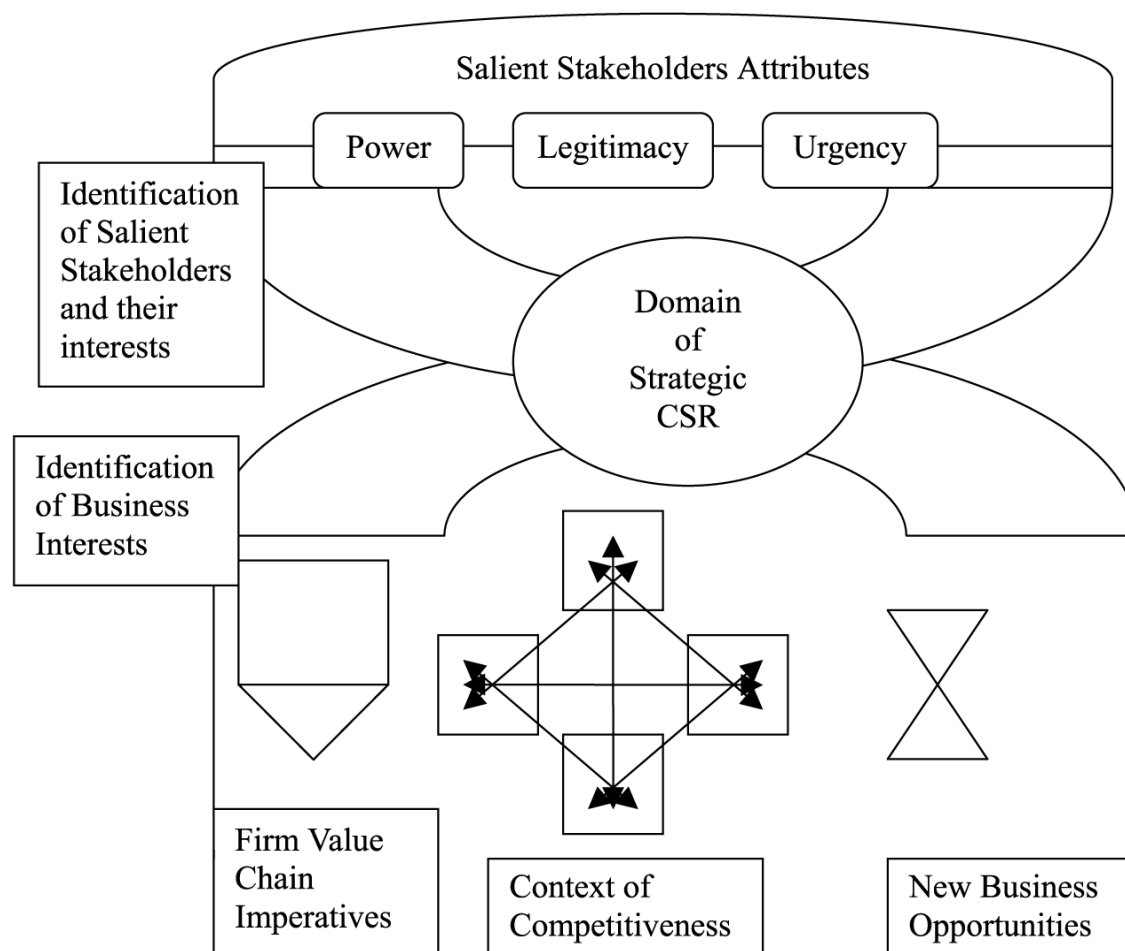 Salient Stakeholders Attributes
Power
Legitimacy
Urgency
Identification
of Salient
Stakeholders
and their
interests
Domain
of
Strategic
CSR
Identification
of Business
Interests
Firm Value
Chain
Imperatives
Context of
Competitiveness
New Business
Opportunities